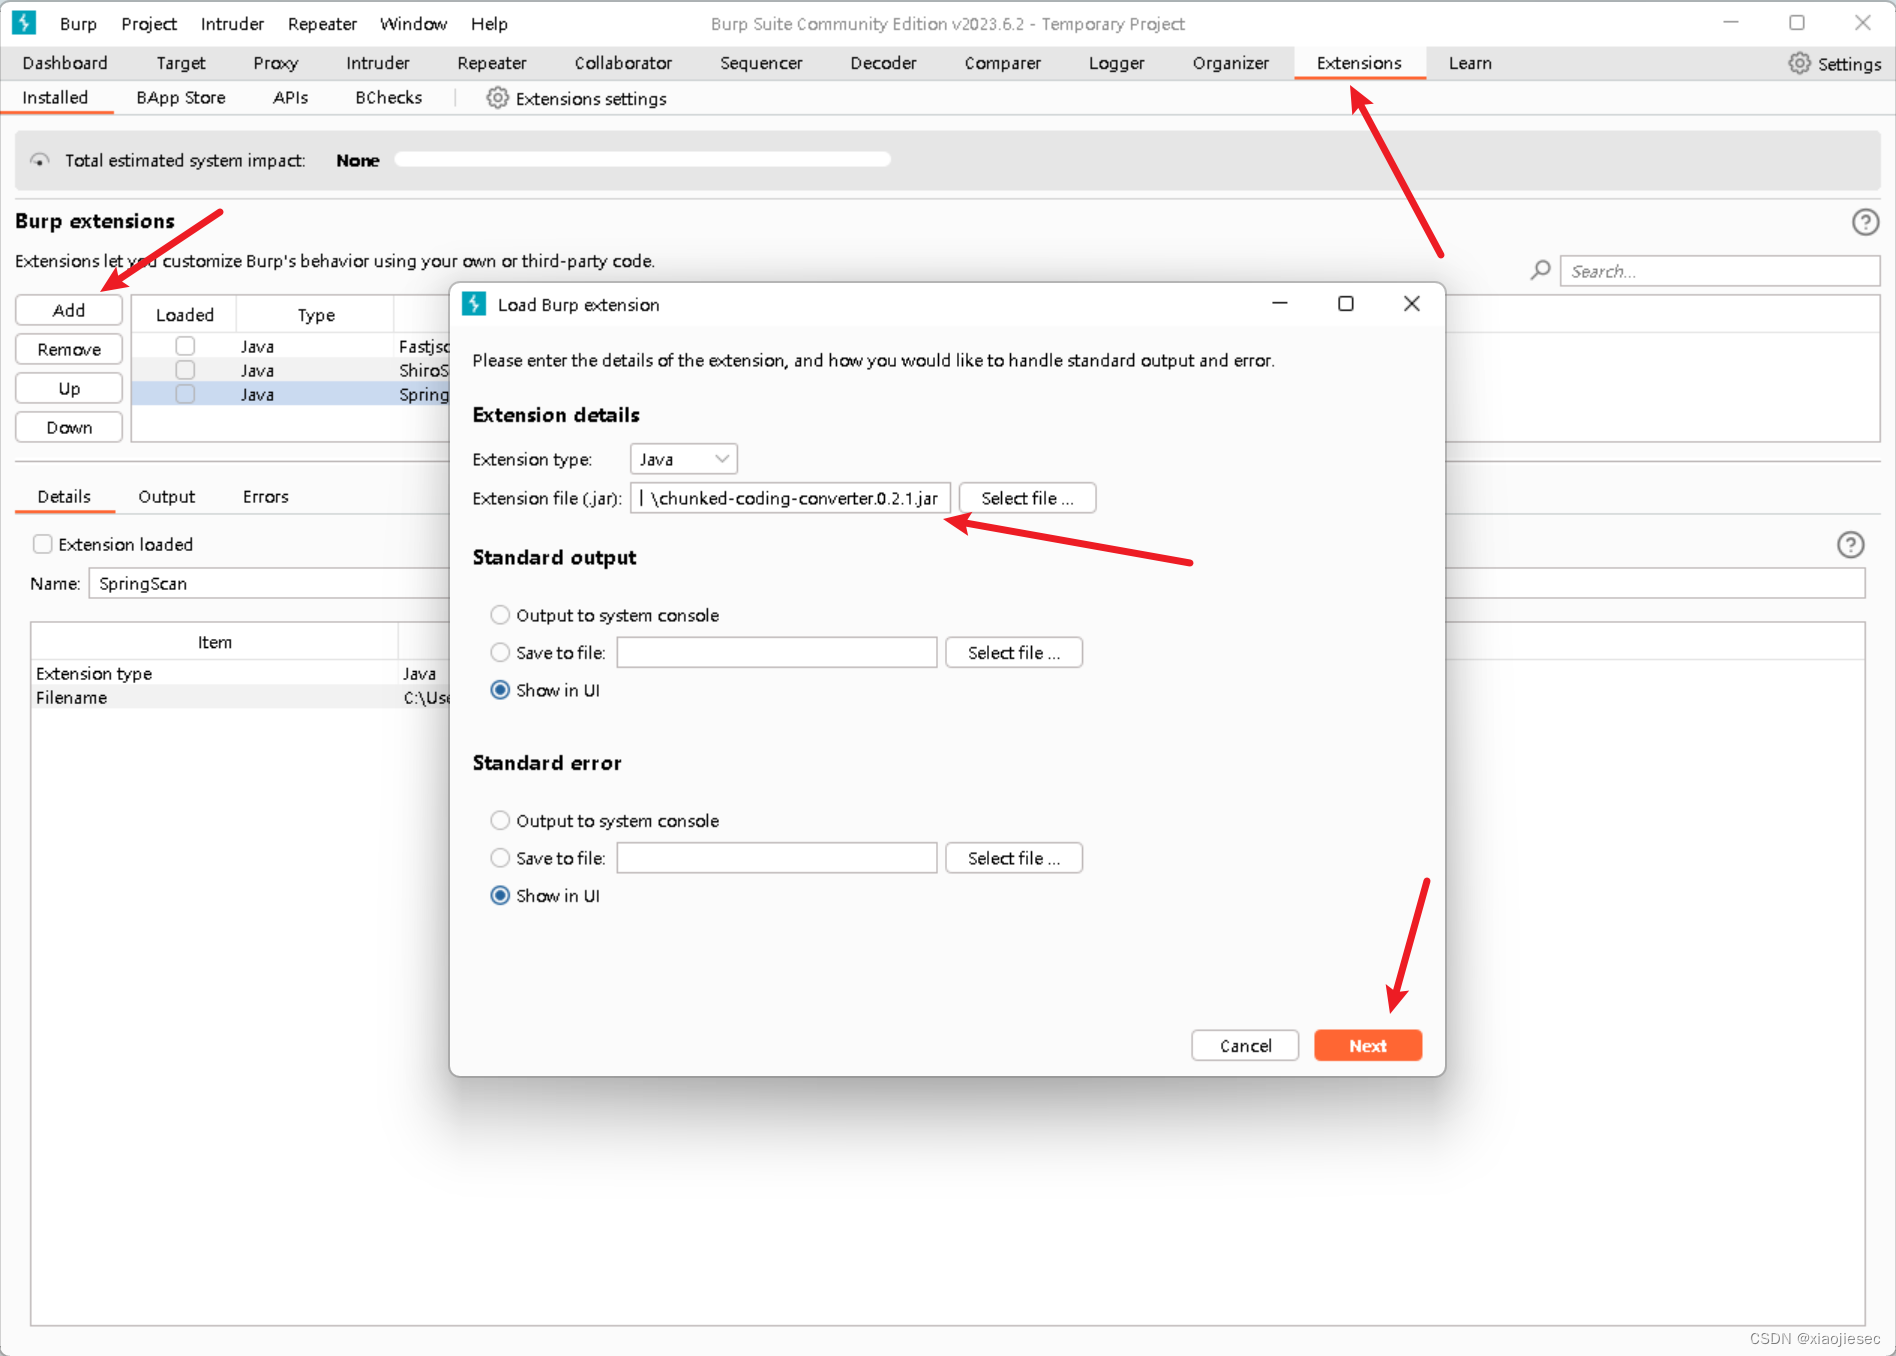 Burp Project Intruder Repeater Window Help Burp Suite Community Edition v2023.6.2 - Temporary Project
Dashboard Target Proxy Intruder Repeater Collaborator Sequencer Decoder Comparer Logger Organizer Extensions Learn Settings
Installed BApp Store APIs BChecks Extensions settings
Total estimated system impact: None
Burp extensions
Extensions let you customize Burp's behavior using your own or third-party code.
Search...
Add
Remove
Up
Down
Loaded Type
Java Fastjsc
Java ShiroS
Java Spring
Details Output Errors
Extension loaded
Name: SpringScan
Item
Extension type Java
Filename C:\Use
Load Burp extension
Please enter the details of the extension, and how you would like to handle standard output and error.
Extension details
Extension type: Java
Extension file (.jar): \chunked-coding-converter.0.2.1.jar Select file ...
Standard output
Output to system console
Save to file: Select file ...
Show in UI
Standard error
Output to system console
Save to file: Select file ...
Show in UI
Cancel Next
CSDN @xiaojiesec